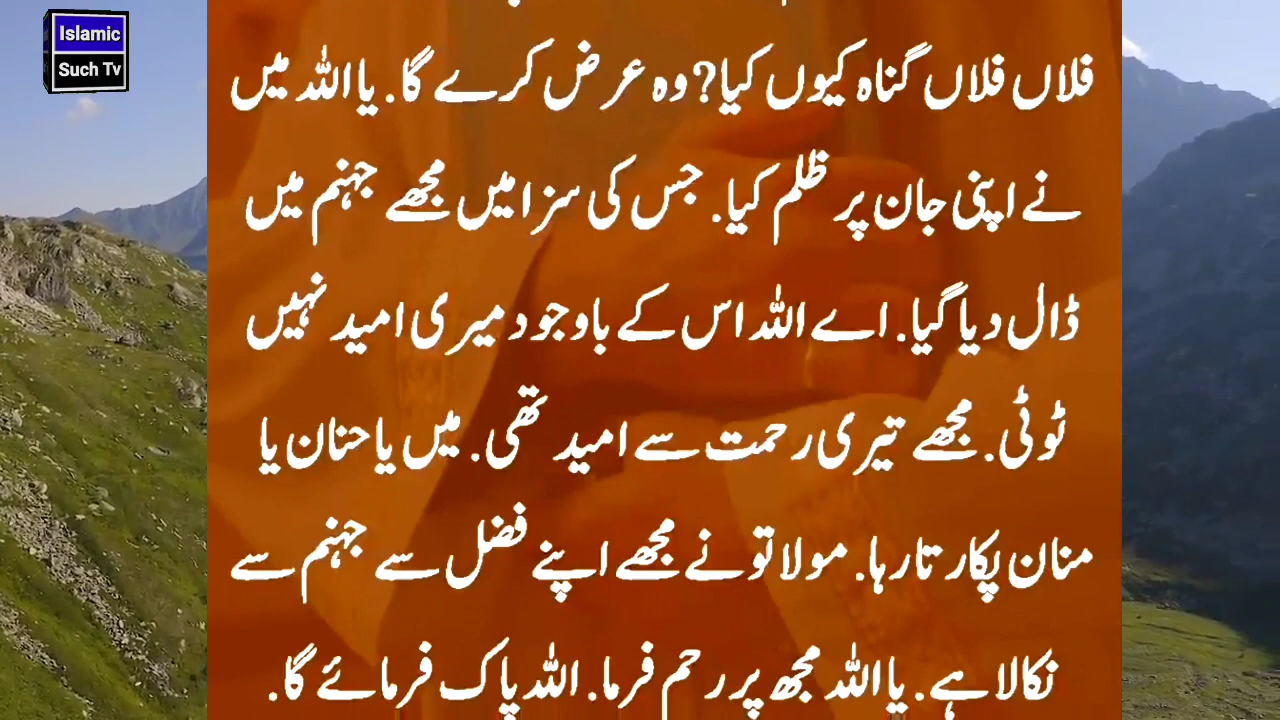 Islamic
Such Tv
فلاں فلاں گناہ کیوں کیا? وہ عرض کرے گا. یا اللہ میں
نے اپنی جان پر ظلم کیا. جس کی سزا میں مجھے جہنم میں
ڈال دیا گیا. اے اللہ اس کے باوجود میری امید نہیں
ٹوٹی. مجھے تیری رحمت سے امید تھی. میں یا حنان یا
منان پکارتا رہا. مولا تو نے مجھے اپنے فضل سے جہنم سے
نکالا ہے. یا اللہ مجھ پر رحم فرما. اللہ پاک فرمائے گا.